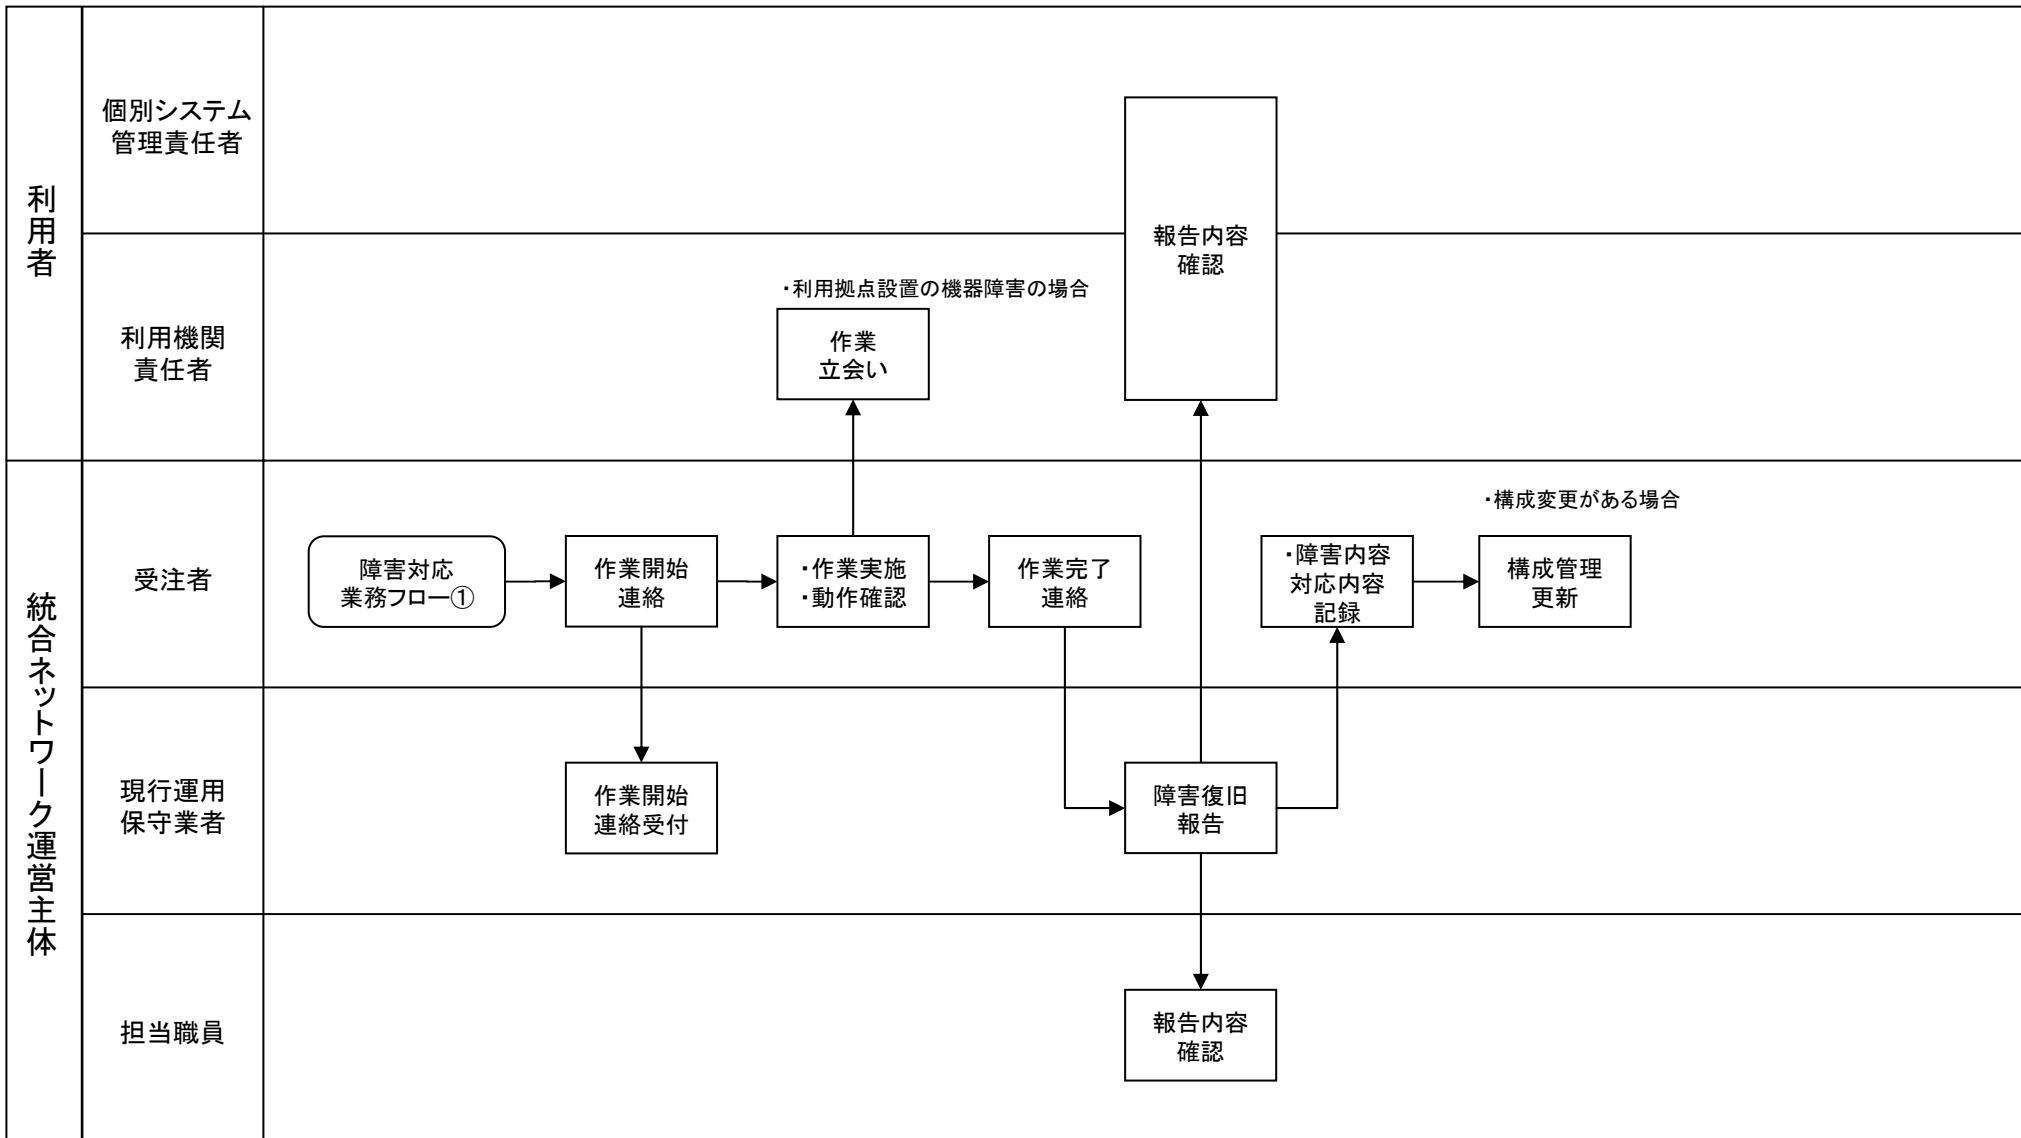 利用者
個別システム
管理責任者
報告内容
確認
利用機関
責任者
・利用拠点設置の機器障害の場合
作業
立会い
統合ネットワーク運営主体
受注者
障害対応
業務フロー①
作業開始
連絡
・作業実施
・動作確認
作業完了
連絡
・障害内容
対応内容
記録
・構成変更がある場合
構成管理
更新
現行運用
保守業者
作業開始
連絡受付
障害復旧
報告
担当職員
報告内容
確認